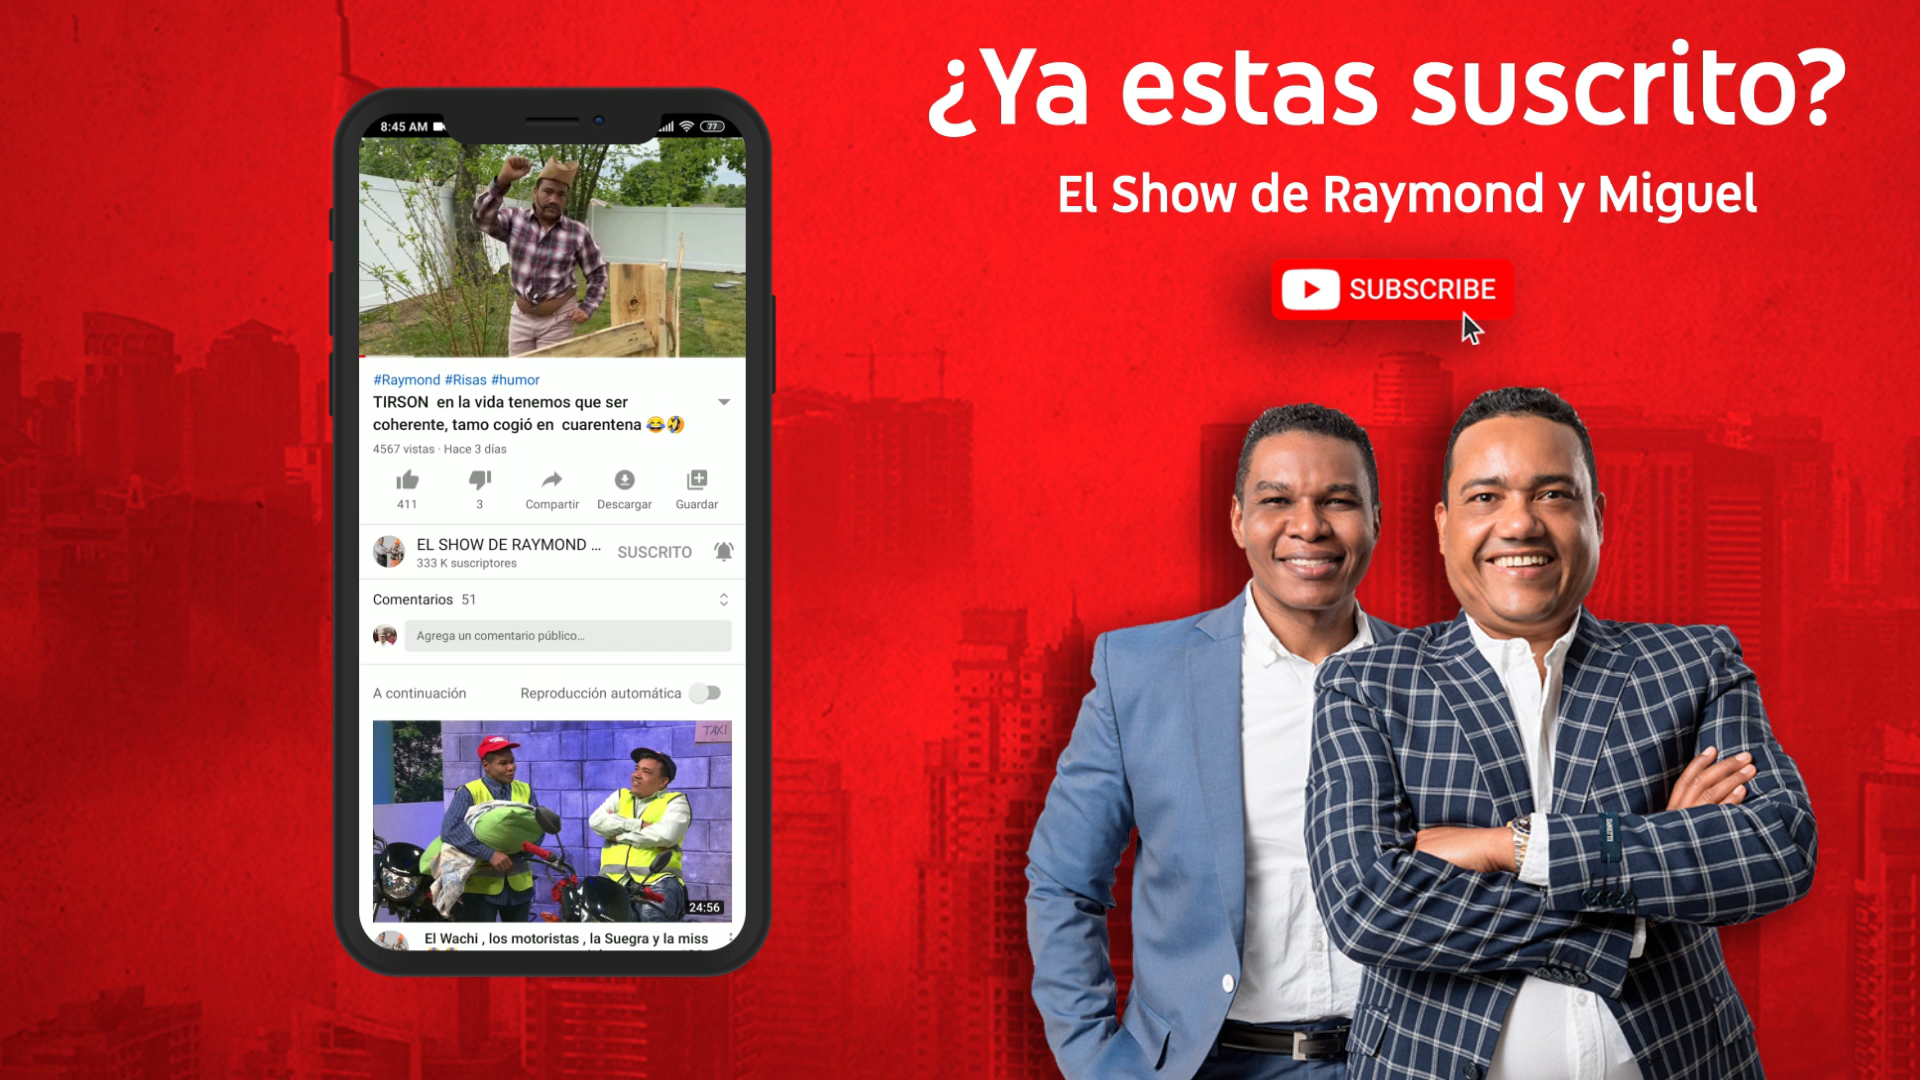 ¿Ya estas suscrito?
El Show de Raymond y Miguel
SUBSCRIBE
8:45 AM
77
#Raymond #Risas #humor
TIRSON en la vida tenemos que ser
coherente, tamo cogió en cuarentena 😂🤣
4567 vistas · Hace 3 días
411
3
Compartir
Descargar
Guardar
EL SHOW DE RAYMOND ...
SUSCRITO
333 K suscriptores
Comentarios 51
Agrega un comentario público...
A continuación
Reproducción automática
TAXI
24:56
El Wachi , los motoristas , la Suegra y la miss